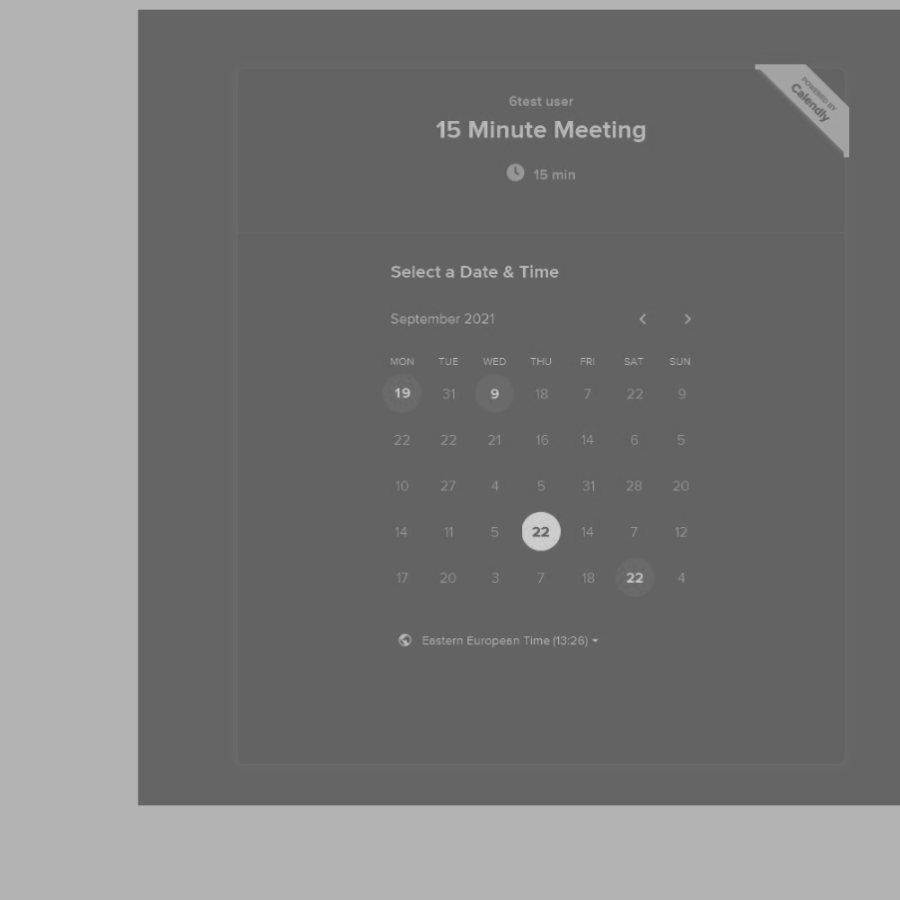 POWERED BY
Calendly
6test user
15 Minute Meeting
15 min
Select a Date & Time
September 2021
MON TUE WED THU FRI SAT SUN
19 31 9 18 7 22 9
22 22 21 16 14 6 5
10 27 4 5 31 28 20
14 11 5 22 14 7 12
17 20 3 7 18 22 4
Eastern European Time (13:26)